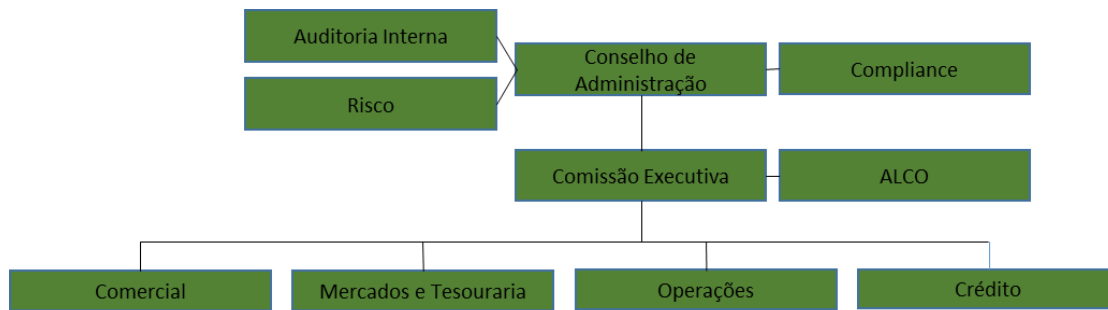 Auditoria Interna
Conselho de
Administração
Compliance
Risco
Comissão Executiva
ALCO
Comercial
Mercados e Tesouraria
Operações
Crédito